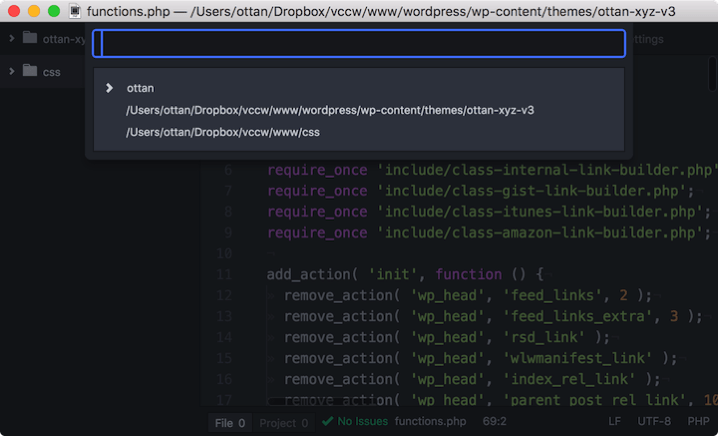 functions.php — /Users/ottan/Dropbox/vccw/www/wordpress/wp-content/themes/ottan-xyz-v3
ottan-xy
ettings
css
ottan
/Users/ottan/Dropbox/vccw/www/wordpress/wp-content/themes/ottan-xyz-v3
/Users/ottan/Dropbox/vccw/www/css
6 require_once 'include/class-internal-link-builder.php'
7 require_once 'include/class-gist-link-builder.php';
8 require_once 'include/class-itunes-link-builder.php';
9 require_once 'include/class-amazon-link-builder.php';
10
11 add_action( 'init', function () {
12 remove_action( 'wp_head', 'feed_links', 2 );
13 remove_action( 'wp_head', 'feed_links_extra', 3 );
14 remove_action( 'wp_head', 'rsd_link' );
15 remove_action( 'wp_head', 'wlwmanifest_link' );
16 remove_action( 'wp_head', 'index_rel_link' );
17 remove_action( 'wp_head', 'parent_post_rel_link', 10
File 0 Project 0 No Issues functions.php 69:2 LF UTF-8 PHP